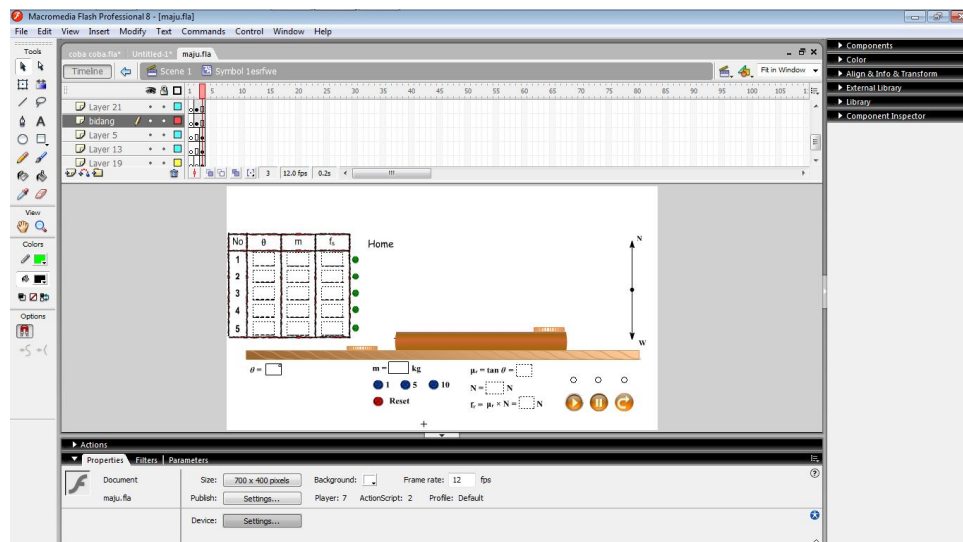 Macromedia Flash Professional 8 - [maju.fla]
File Edit View Insert Modify Text Commands Control Window Help
Tools
View
Colors
Options
coba coba.fla* Untitled-1* maju.fla
Timeline Scene 1 Symbol 1esrfwe Fit in Window
1 5 10 15 20 25 30 35 40 45 50 55 60 65 70 75 80 85 90 95 100 105
Layer 21
bidang
Layer 5
Layer 13
Layer 19
3 12.0 fps 0.2s
No θ m fₖ
1
2
3
4
5
Home
N
W
θ =
m = kg
1 5 10
Reset
μᵣ = tan θ =
N = N
fᵣ = μᵣ × N = N
Actions
Properties Filters Parameters
Document
maju.fla
Size: 700 x 400 pixels Background: Frame rate: 12 fps
Publish: Settings... Player: 7 ActionScript: 2 Profile: Default
Device: Settings...
Components
Color
Align & Info & Transform
External Library
Library
Component Inspector